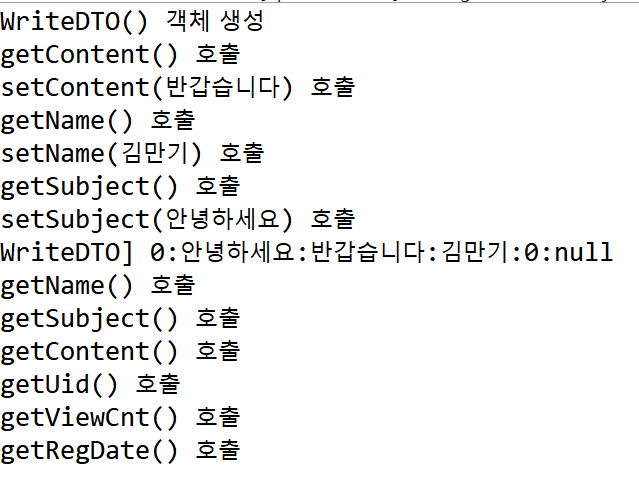 WriteDTO() 객체 생성
getContent() 호출
setContent(반갑습니다) 호출
getName() 호출
setName(김만기) 호출
getSubject() 호출
setSubject(안녕하세요) 호출
WriteDTO] 0:안녕하세요:반갑습니다:김만기:0:null
getName() 호출
getSubject() 호출
getContent() 호출
getUid() 호출
getViewCnt() 호출
getRegDate() 호출